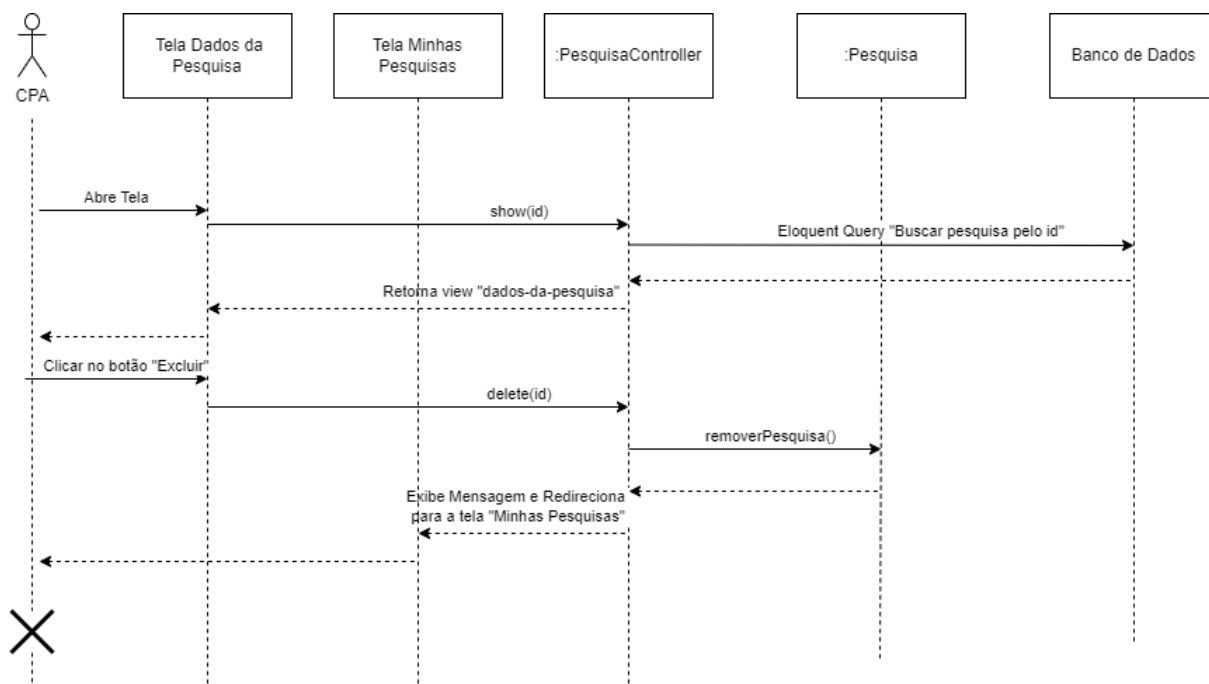 CPA
Tela Dados da
Pesquisa
Tela Minhas
Pesquisas
:PesquisaController
:Pesquisa
Banco de Dados
Abre Tela
show(id)
Eloquent Query "Buscar pesquisa pelo id"
Retorna view "dados-da-pesquisa"
Clicar no botão "Excluir"
delete(id)
removerPesquisa()
Exibe Mensagem e Redireciona
para a tela "Minhas Pesquisas"